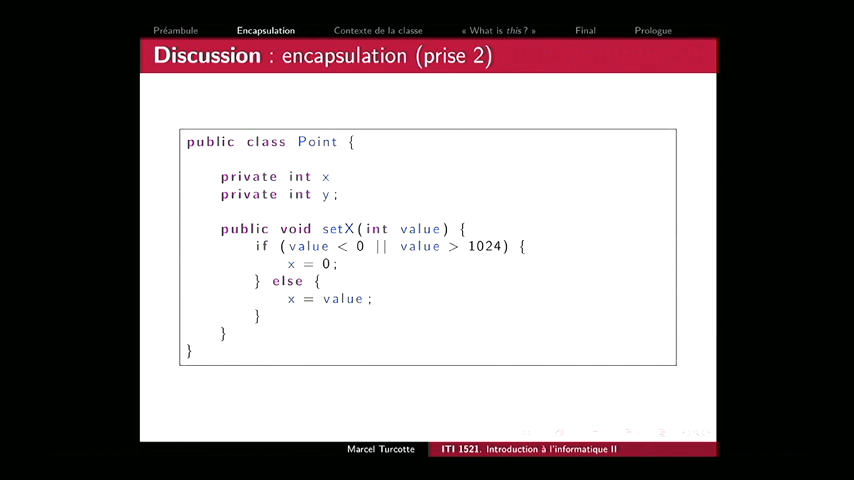 Préambule Encapsulation Contexte de la classe « What is this ? » Final Prologue
Discussion : encapsulation (prise 2)
public class Point {
private int x
private int y;
public void setX(int value) {
if (value < 0 || value > 1024) {
x = 0;
} else {
x = value;
}
}
}
Marcel Turcotte ITI 1521. Introduction à l'informatique II